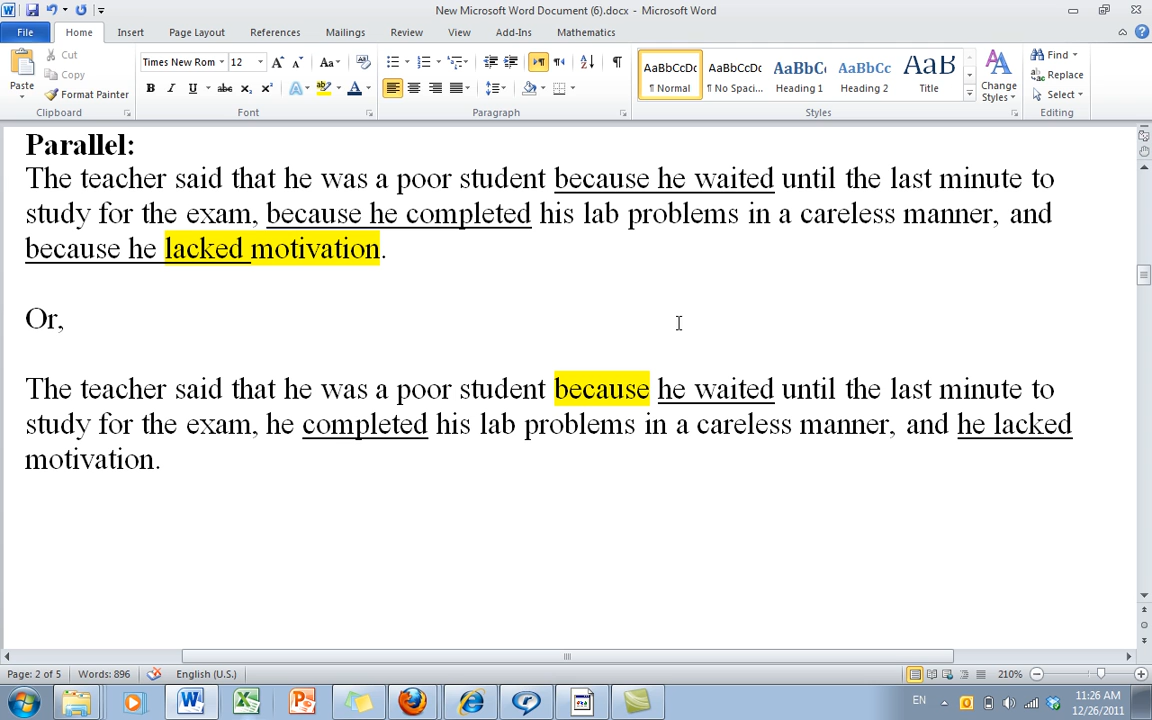 New Microsoft Word Document (6).docx - Microsoft Word
File Home Insert Page Layout References Mailings Review View Add-Ins Mathematics
Paste Cut Copy Format Painter
Times New Rom 12
AaBbCcDc AaBbCcDc AaBbC AaBbCc AaB
¶ Normal ¶ No Spaci... Heading 1 Heading 2 Title
Change Styles
Find Replace Select
Clipboard Font Paragraph Styles Editing
Parallel:
The teacher said that he was a poor student because he waited until the last minute to
study for the exam, because he completed his lab problems in a careless manner, and
because he lacked motivation.
Or,
The teacher said that he was a poor student because he waited until the last minute to
study for the exam, he completed his lab problems in a careless manner, and he lacked
motivation.
Page: 2 of 5 Words: 896 English (U.S.) 210%
EN 11:26 AM
12/26/2011